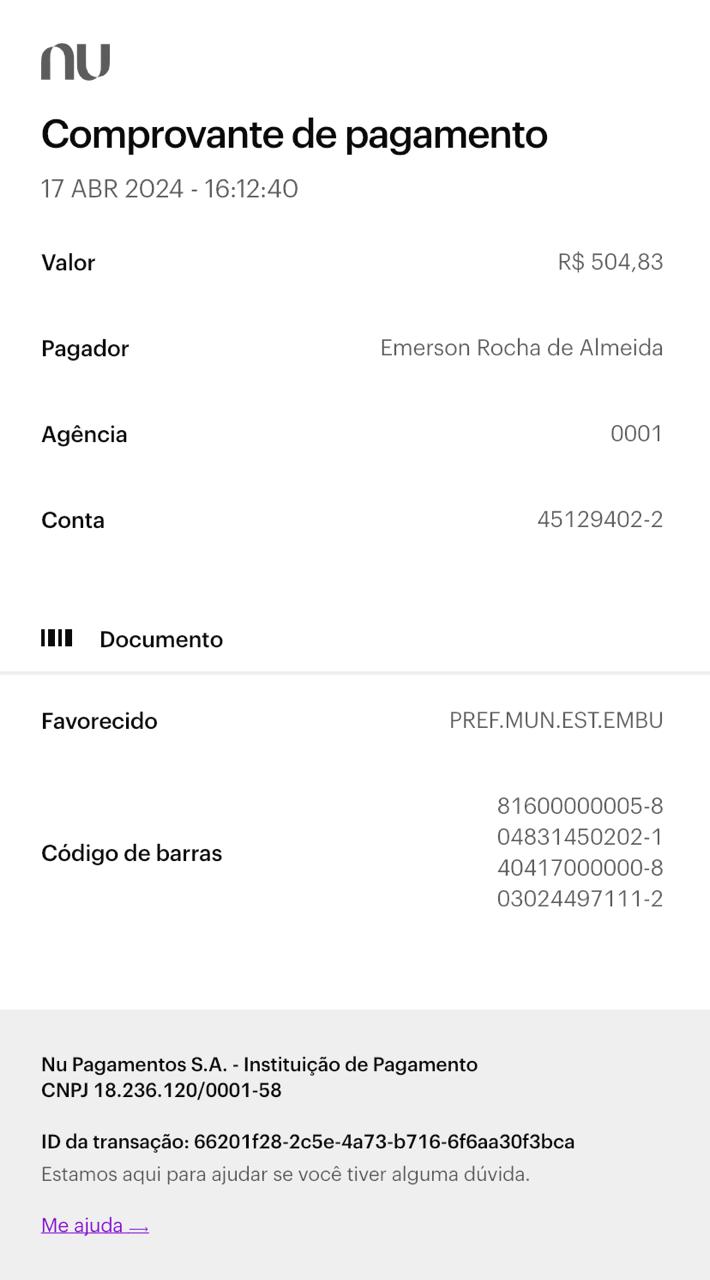 nu
Comprovante de pagamento
17 ABR 2024 - 16:12:40
Valor R$ 504,83
Pagador Emerson Rocha de Almeida
Agência 0001
Conta 45129402-2
Documento
Favorecido PREF.MUN.EST.EMBU
Código de barras
81600000005-8
04831450202-1
40417000000-8
03024497111-2
Nu Pagamentos S.A. - Instituição de Pagamento
CNPJ 18.236.120/0001-58
ID da transação: 66201f28-2c5e-4a73-b716-6f6aa30f3bca
Estamos aqui para ajudar se você tiver alguma dúvida.
Me ajuda →